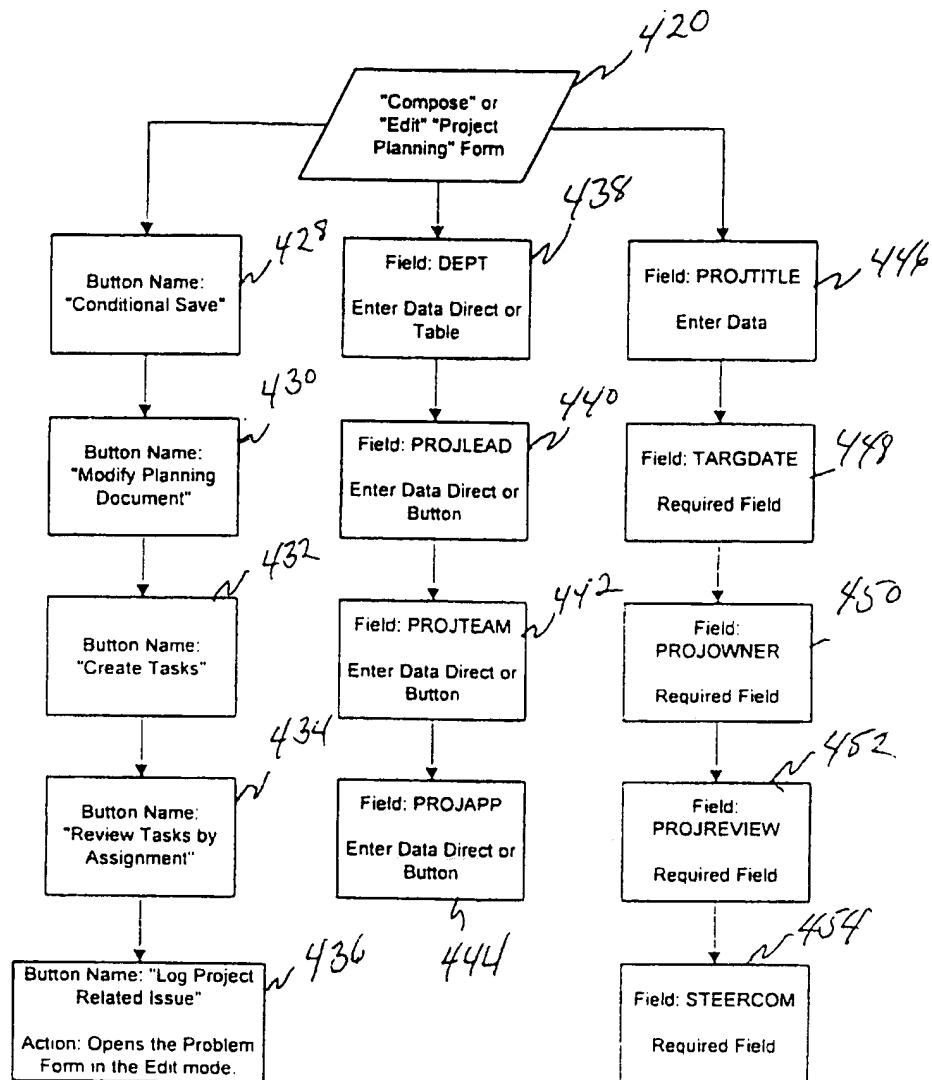 420
"Compose" or
"Edit" "Project
Planning" Form
428
Button Name:
"Conditional Save"
430
Button Name:
"Modify Planning
Document"
432
Button Name:
"Create Tasks"
434
Button Name:
"Review Tasks by
Assignment"
436
Button Name: "Log Project
Related Issue"
Action: Opens the Problem
Form in the Edit mode.
438
Field: DEPT
Enter Data Direct or
Table
440
Field: PROJLEAD
Enter Data Direct or
Button
442
Field: PROJTEAM
Enter Data Direct or
Button
Field: PROJAPP
Enter Data Direct or
Button
444
446
Field: PROJTITLE
Enter Data
448
Field: TARGDATE
Required Field
450
Field:
PROJOWNER
Required Field
452
Field:
PROJREVIEW
Required Field
454
Field: STEERCOM
Required Field